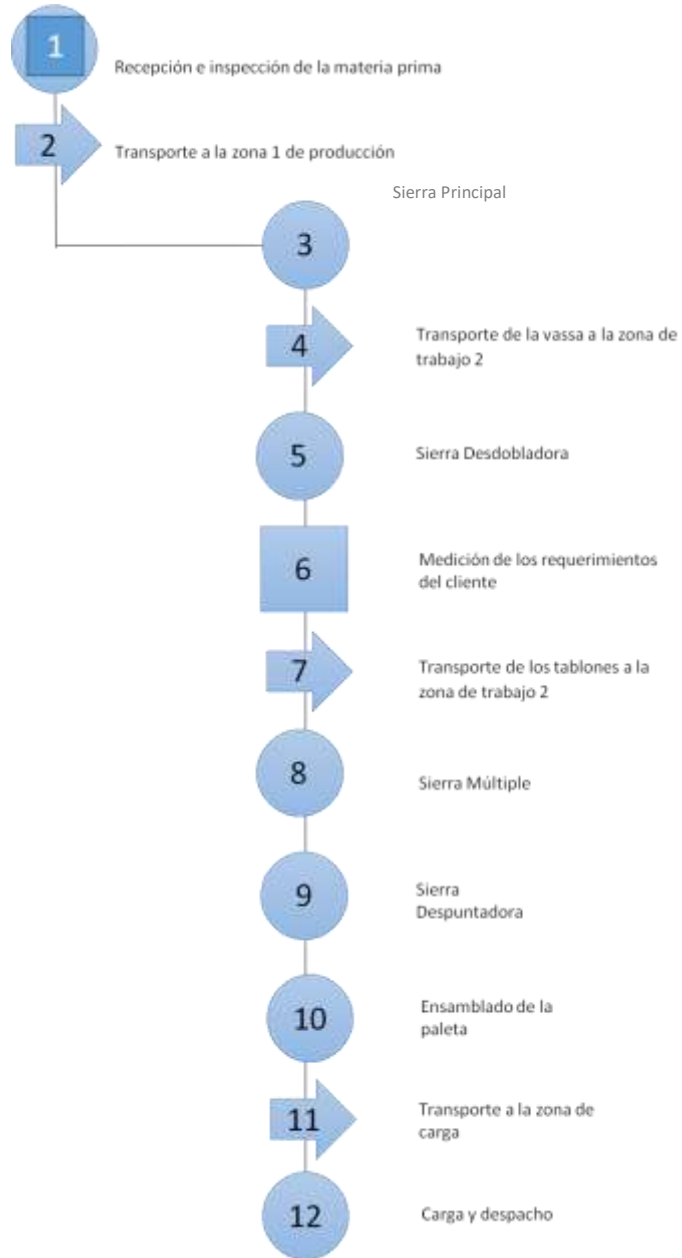 1
Recepción e inspección de la materia prima
2
Transporte a la zona 1 de producción
Sierra Principal
3
4
Transporte de la vassa a la zona de
trabajo 2
5
Sierra Desdobladora
6
Medición de los requerimientos
del cliente
7
Transporte de los tablones a la
zona de trabajo 2
8
Sierra Múltiple
9
Sierra
Despuntadora
10
Ensamblado de la
paleta
11
Transporte a la zona de
carga
12
Carga y despacho